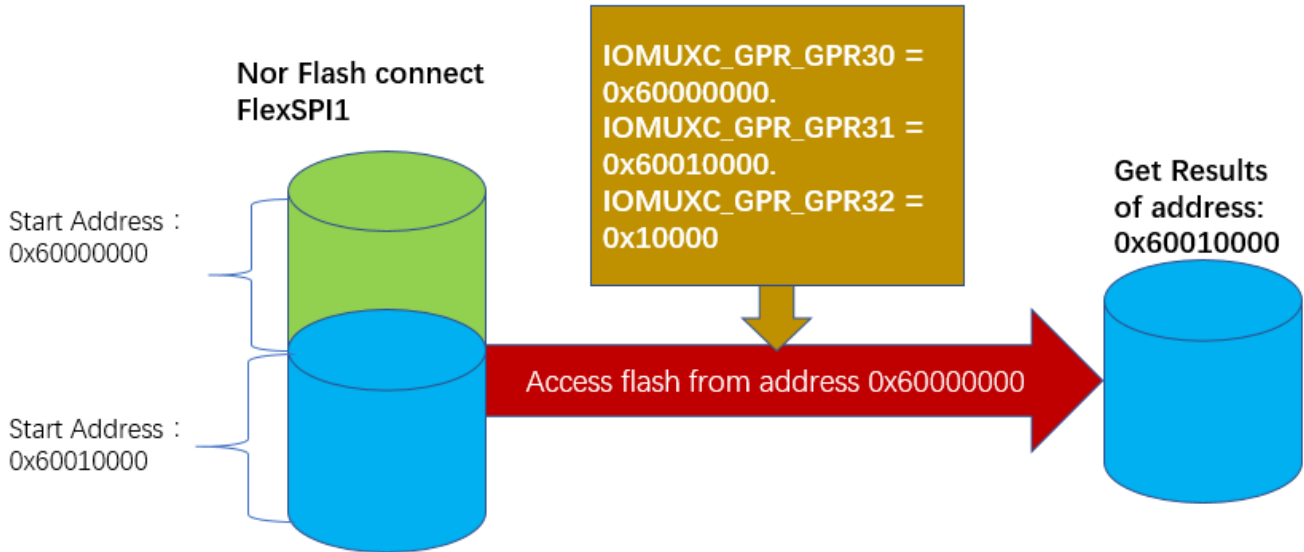 Nor Flash connect
FlexSPI1
Start Address：
0x60000000
Start Address：
0x60010000
IOMUXC_GPR_GPR30 =
0x60000000.
IOMUXC_GPR_GPR31 =
0x60010000.
IOMUXC_GPR_GPR32 =
0x10000
Access flash from address 0x60000000
Get Results
of address:
0x60010000